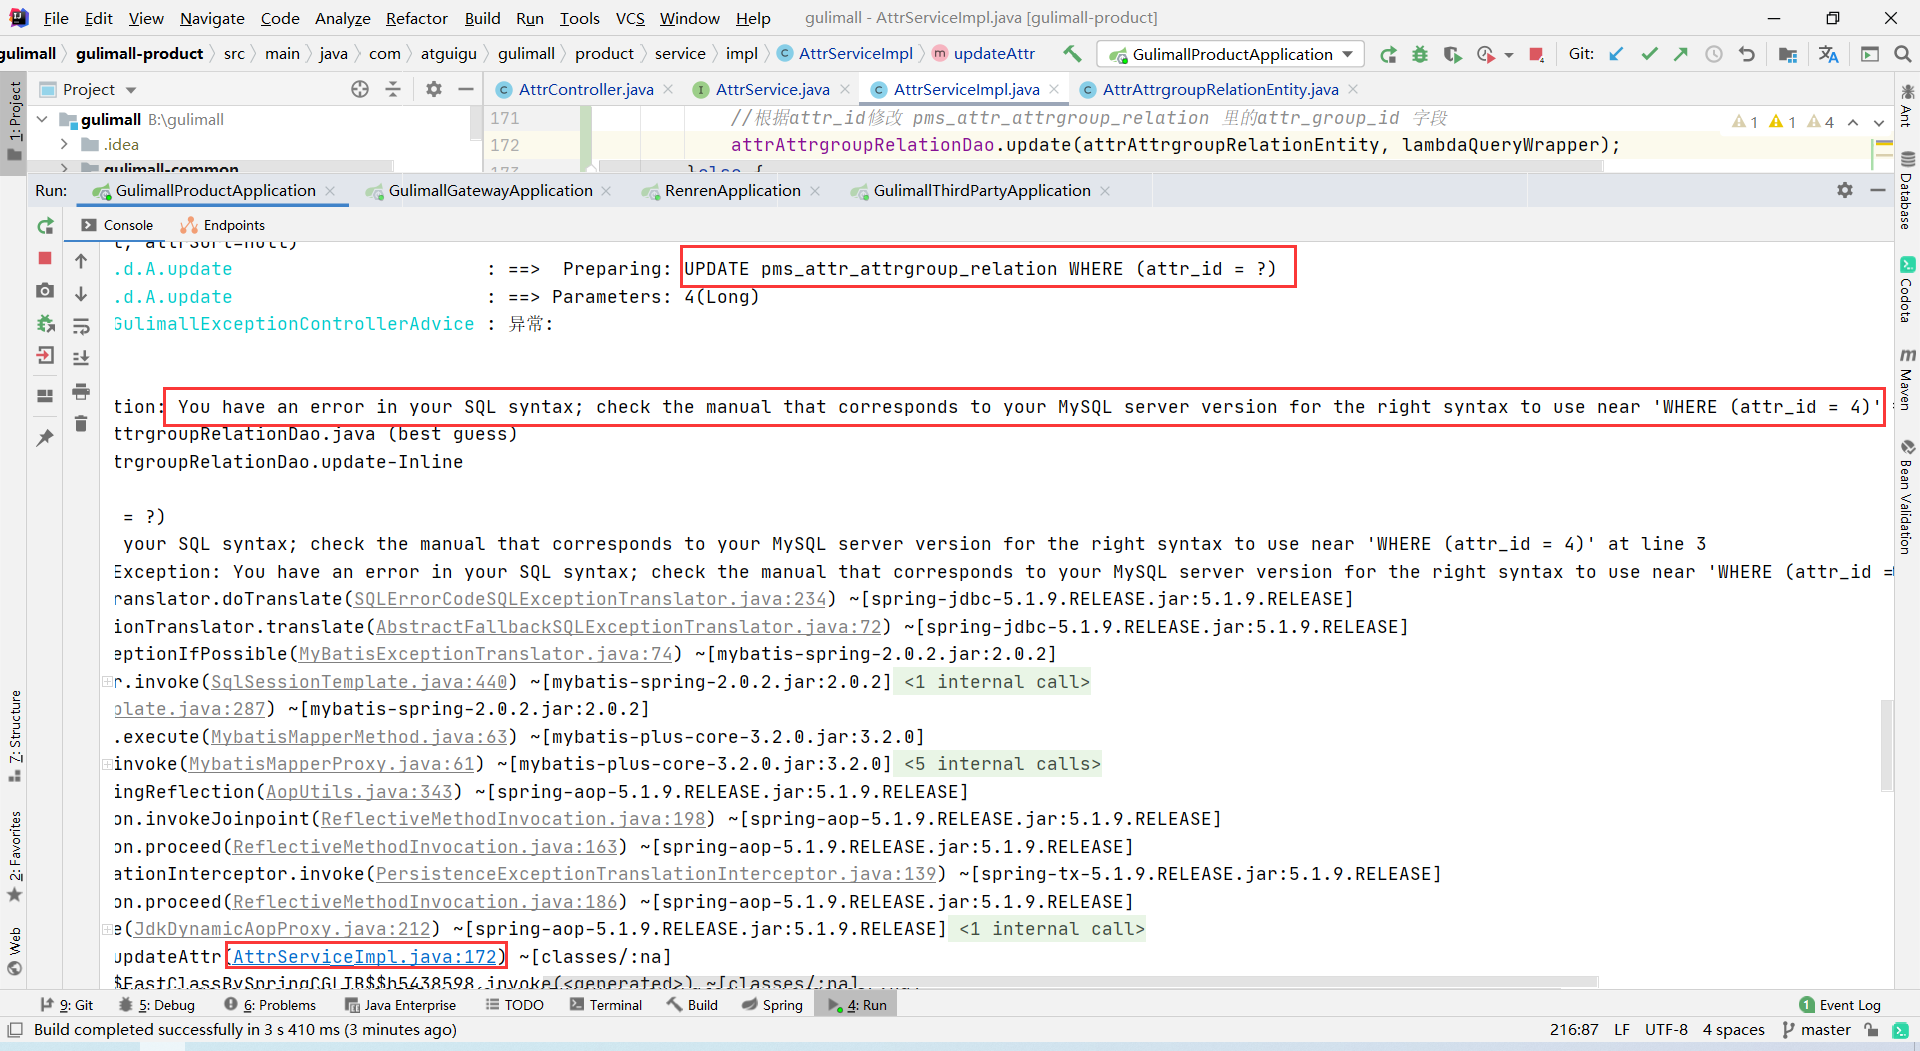 File Edit View Navigate Code Analyze Refactor Build Run Tools VCS Window Help gulimall - AttrServiceImpl.java [gulimall-product]
gulimall gulimall-product src main java com atguigu gulimall product service impl AttrServiceImpl updateAttr GulimallProductApplication Git:
Project AttrController.java AttrService.java AttrServiceImpl.java AttrAttrgroupRelationEntity.java
1: Project
Ant
Database
Codota
Maven
Bean Validation
gulimall B:\gulimall
.idea
gulimall-common
171 //根据attr_id修改 pms_attr_attrgroup_relation 里的attr_group_id 字段
1 1 4
172 attrAttrgroupRelationDao.update(attrAttrgroupRelationEntity, lambdaQueryWrapper);
173 }else {
Run: GulimallProductApplication GulimallGatewayApplication RenrenApplication GulimallThirdPartyApplication
Console Endpoints
t, attrSort=null)
.d.A.update : ==>  Preparing: UPDATE pms_attr_attrgroup_relation WHERE (attr_id = ?)
.d.A.update : ==> Parameters: 4(Long)
GulimallExceptionControllerAdvice : 异常:
tion: You have an error in your SQL syntax; check the manual that corresponds to your MySQL server version for the right syntax to use near 'WHERE (attr_id = 4)'
ttrgroupRelationDao.java (best guess)
trgroupRelationDao.update-Inline
= ?)
your SQL syntax; check the manual that corresponds to your MySQL server version for the right syntax to use near 'WHERE (attr_id = 4)' at line 3
Exception: You have an error in your SQL syntax; check the manual that corresponds to your MySQL server version for the right syntax to use near 'WHERE (attr_id =
ranslator.doTranslate(SQLErrorCodeSQLExceptionTranslator.java:234) ~[spring-jdbc-5.1.9.RELEASE.jar:5.1.9.RELEASE]
ionTranslator.translate(AbstractFallbackSQLExceptionTranslator.java:72) ~[spring-jdbc-5.1.9.RELEASE.jar:5.1.9.RELEASE]
eptionIfPossible(MyBatisExceptionTranslator.java:74) ~[mybatis-spring-2.0.2.jar:2.0.2]
r.invoke(SqlSessionTemplate.java:440) ~[mybatis-spring-2.0.2.jar:2.0.2] <1 internal call>
plate.java:287) ~[mybatis-spring-2.0.2.jar:2.0.2]
.execute(MybatisMapperMethod.java:63) ~[mybatis-plus-core-3.2.0.jar:3.2.0]
invoke(MybatisMapperProxy.java:61) ~[mybatis-plus-core-3.2.0.jar:3.2.0] <5 internal calls>
ingReflection(AopUtils.java:343) ~[spring-aop-5.1.9.RELEASE.jar:5.1.9.RELEASE]
on.invokeJoinpoint(ReflectiveMethodInvocation.java:198) ~[spring-aop-5.1.9.RELEASE.jar:5.1.9.RELEASE]
on.proceed(ReflectiveMethodInvocation.java:163) ~[spring-aop-5.1.9.RELEASE.jar:5.1.9.RELEASE]
ationInterceptor.invoke(PersistenceExceptionTranslationInterceptor.java:139) ~[spring-tx-5.1.9.RELEASE.jar:5.1.9.RELEASE]
on.proceed(ReflectiveMethodInvocation.java:186) ~[spring-aop-5.1.9.RELEASE.jar:5.1.9.RELEASE]
e(JdkDynamicAopProxy.java:212) ~[spring-aop-5.1.9.RELEASE.jar:5.1.9.RELEASE] <1 internal call>
updateAttr(AttrServiceImpl.java:172) ~[classes/:na]
$FastClassBySpringCGLIB$$b5438598.invoke(<generated>) ~[classes/:na]
7: Structure
2: Favorites
Web
9: Git 5: Debug 6: Problems Java Enterprise TODO Terminal Build Spring 4: Run 1 Event Log
Build completed successfully in 3 s 410 ms (3 minutes ago) 216:87 LF UTF-8 4 spaces master